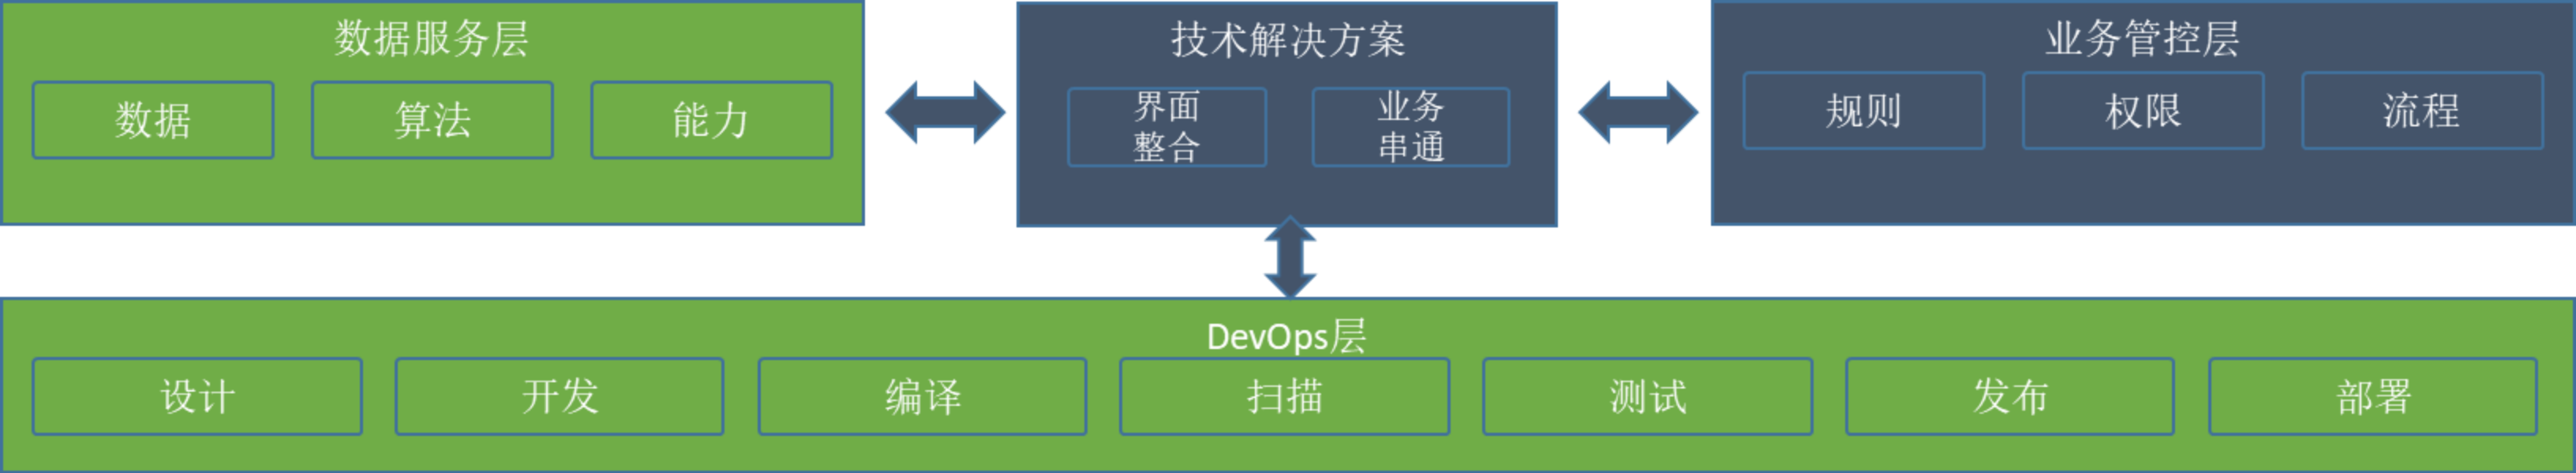 数据服务层
数据
算法
能力
技术解决方案
界面
整合
业务
串通
业务管控层
规则
权限
流程
DevOps层
设计
开发
编译
扫描
测试
发布
部署